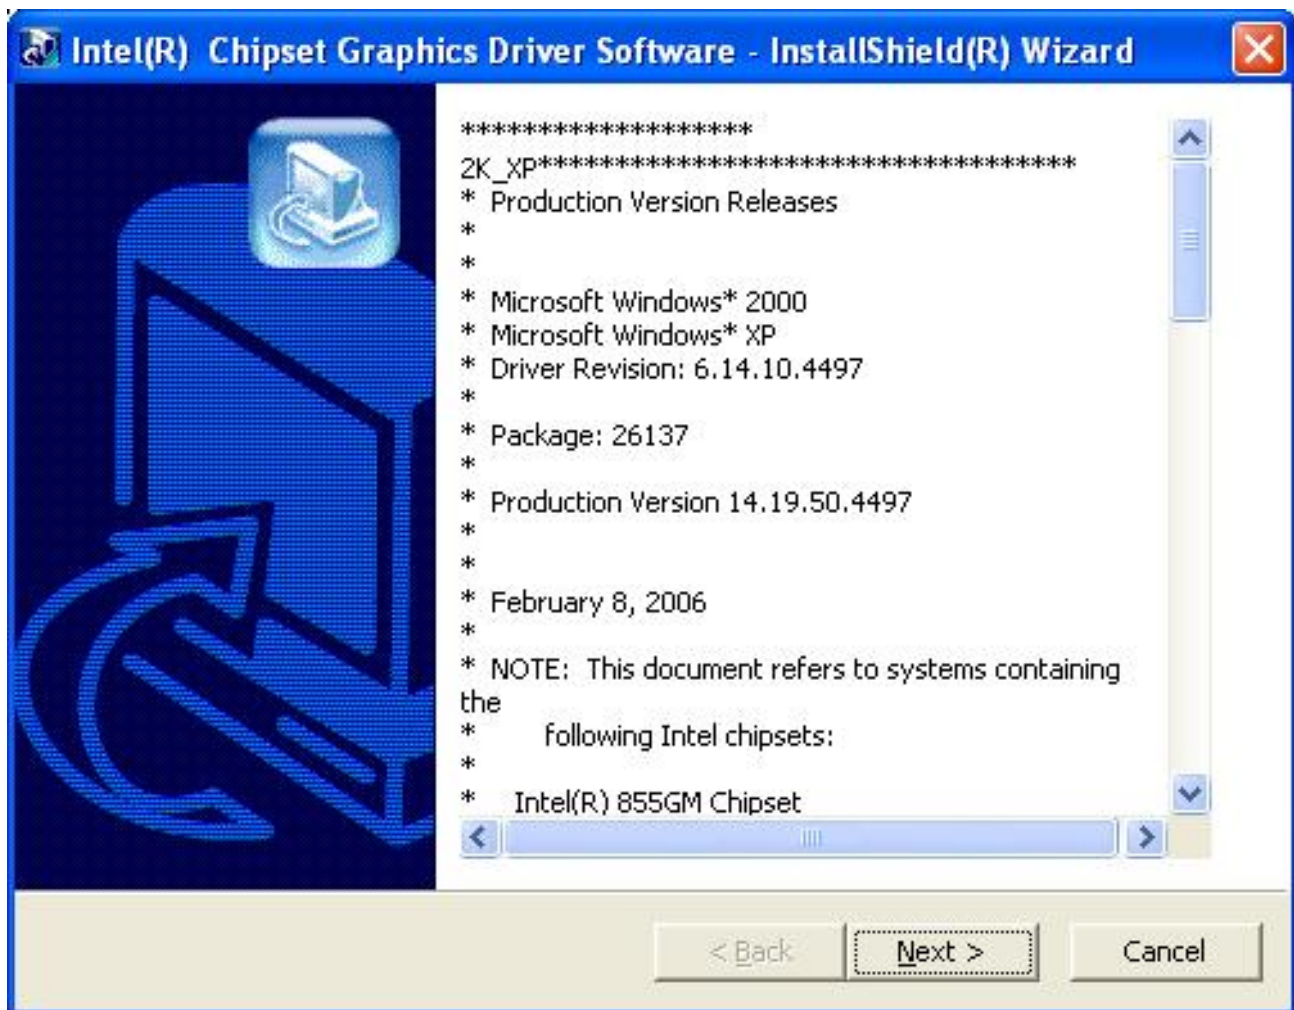 Intel(R)  Chipset Graphics Driver Software - InstallShield(R) Wizard
*******************
2K_XP***********************************
*  Production Version Releases
*
*
*  Microsoft Windows* 2000
*  Microsoft Windows* XP
*  Driver Revision: 6.14.10.4497
*
*  Package: 26137
*
*  Production Version 14.19.50.4497
*
*
*  February 8, 2006
*
*  NOTE:  This document refers to systems containing
the
*       following Intel chipsets:
*
*    Intel(R) 855GM Chipset
< Back
Next >
Cancel